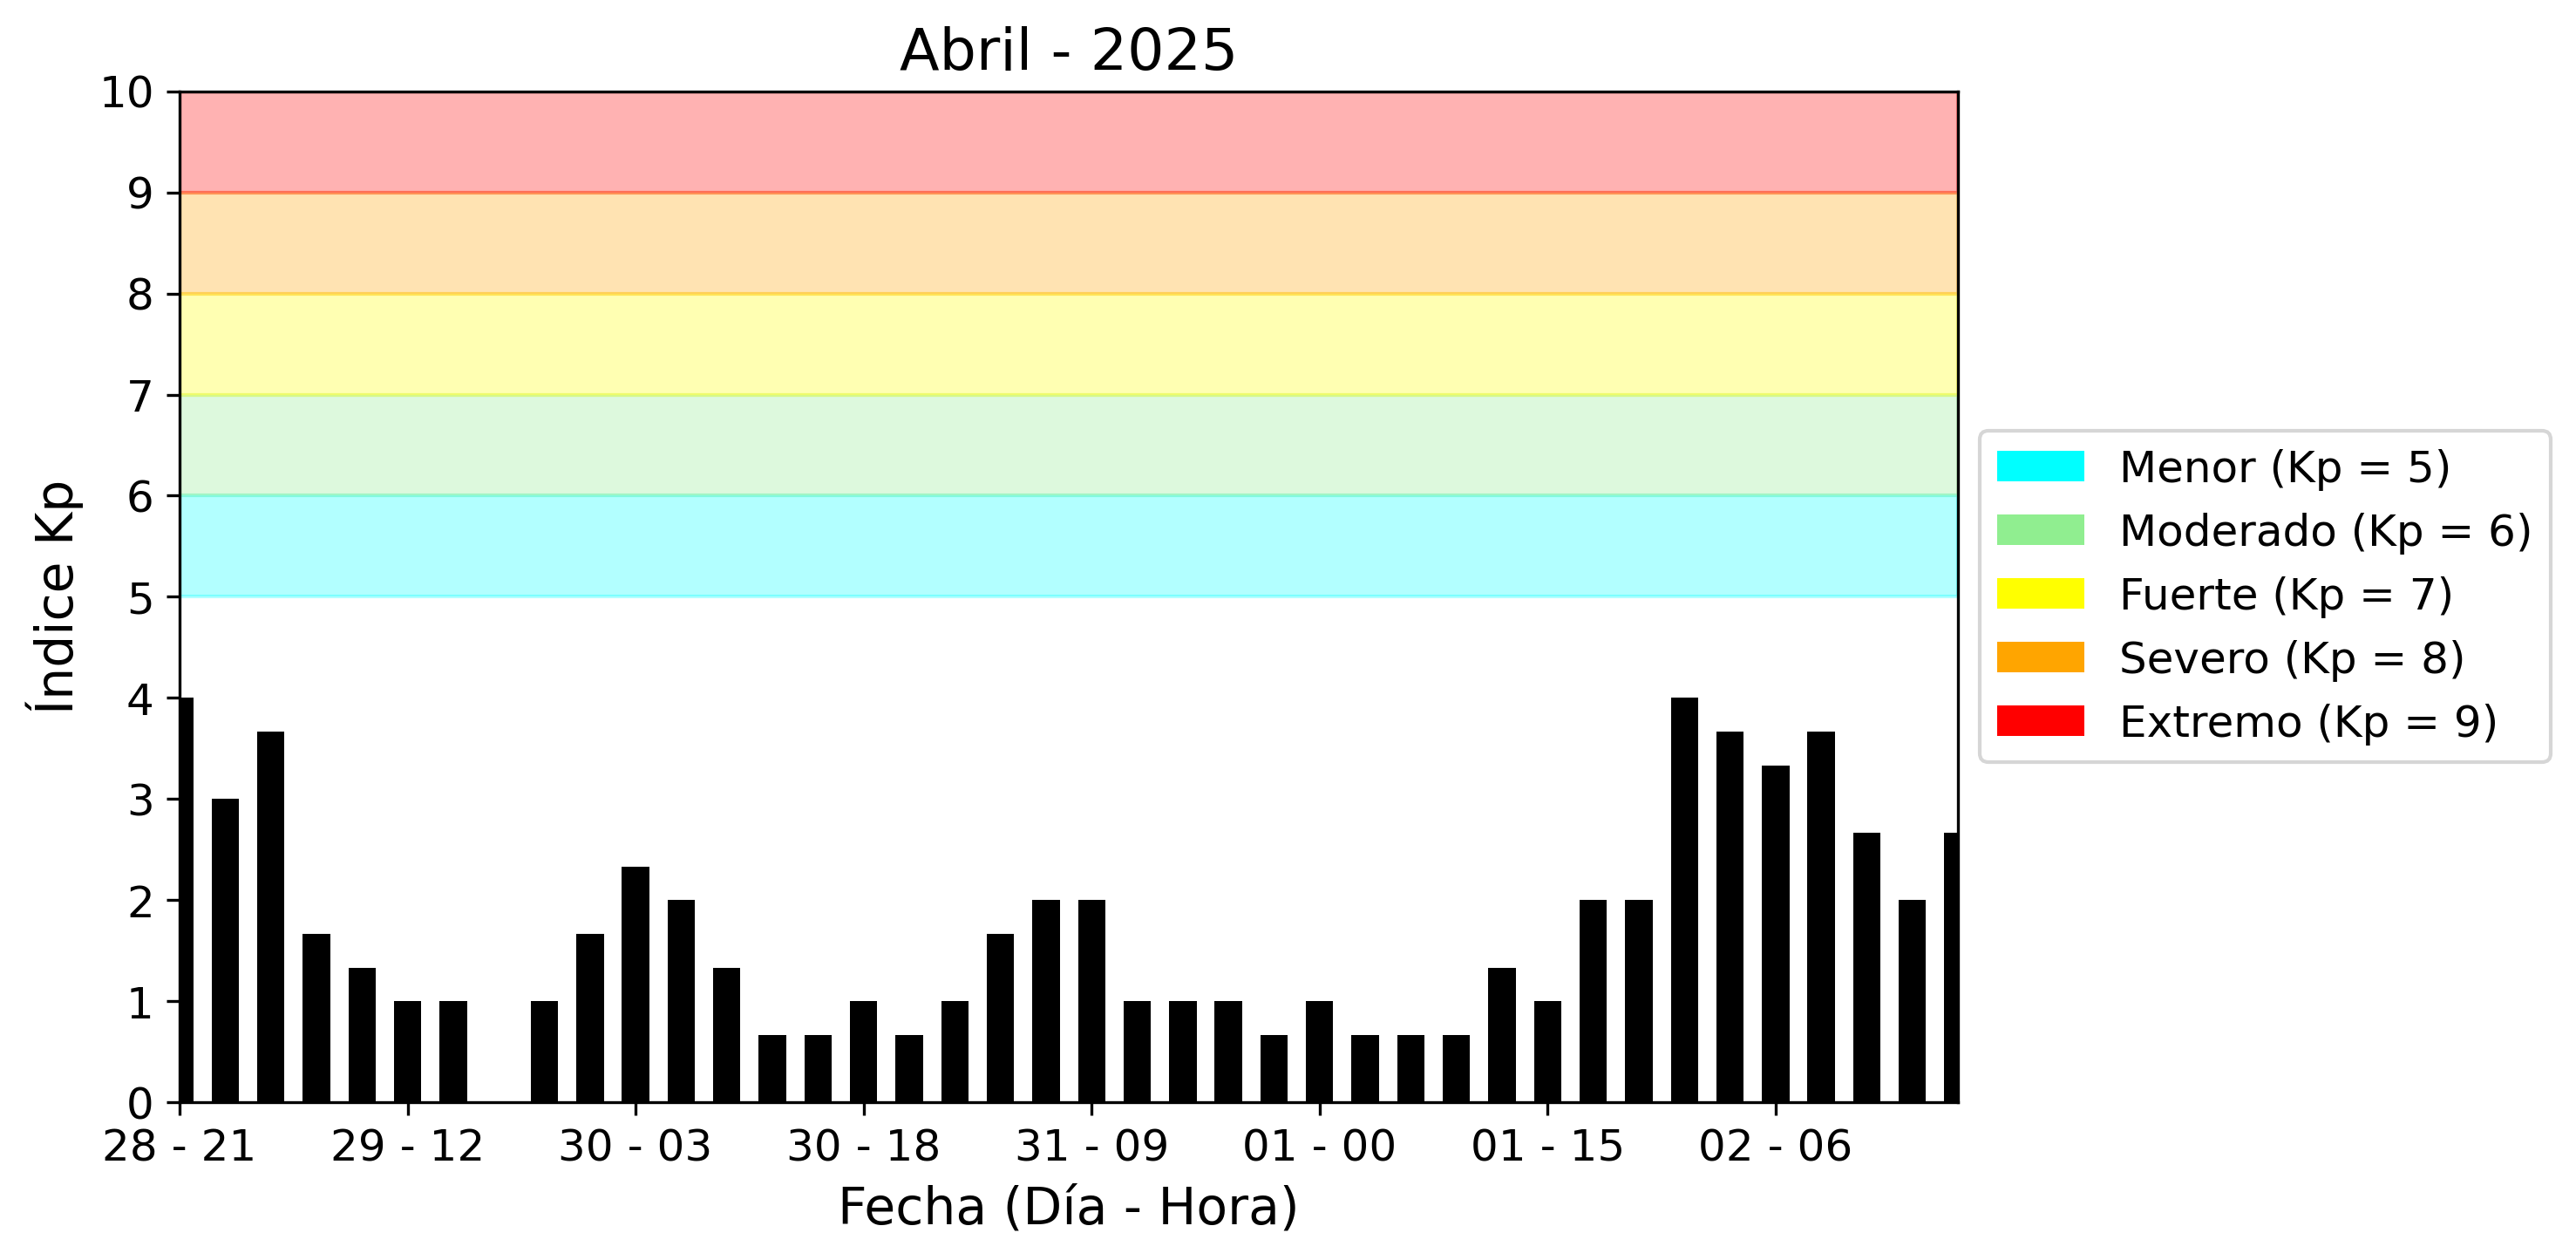 Abril - 2025
10
9
8
7
6
5
4
3
2
1
0
Índice Kp
28 - 21
29 - 12
30 - 03
30 - 18
31 - 09
01 - 00
01 - 15
02 - 06
Fecha (Día - Hora)
Menor (Kp = 5)
Moderado (Kp = 6)
Fuerte (Kp = 7)
Severo (Kp = 8)
Extremo (Kp = 9)